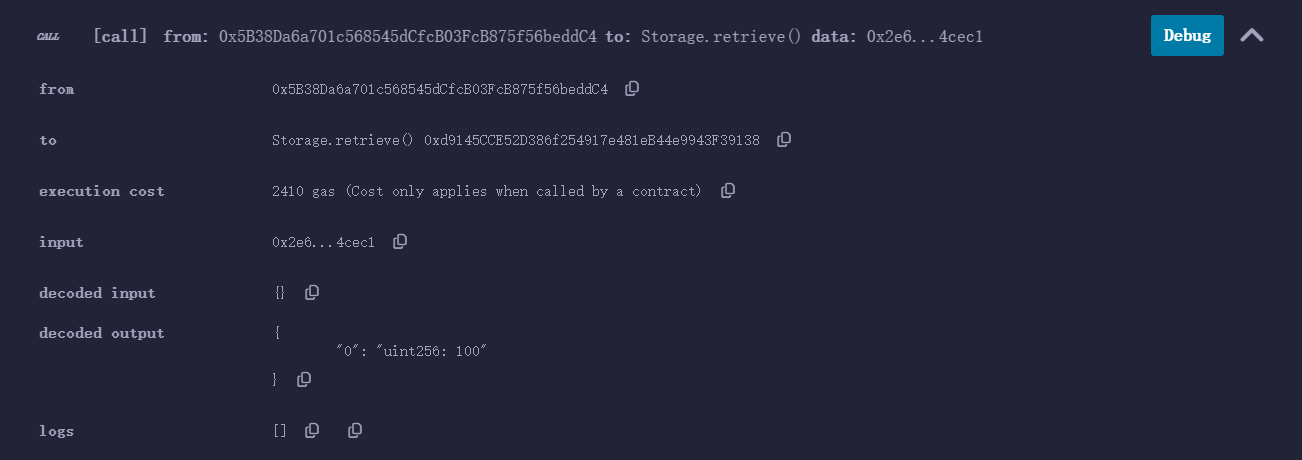 CALL [call] from: 0x5B38Da6a701c568545dCfcB03FcB875f56beddC4 to: Storage.retrieve() data: 0x2e6...4cec1 Debug
from 0x5B38Da6a701c568545dCfcB03FcB875f56beddC4
to Storage.retrieve() 0xd9145CCE52D386f254917e481eB44e9943F39138
execution cost 2410 gas (Cost only applies when called by a contract)
input 0x2e6...4cec1
decoded input {}
decoded output {
"0": "uint256: 100"
}
logs []